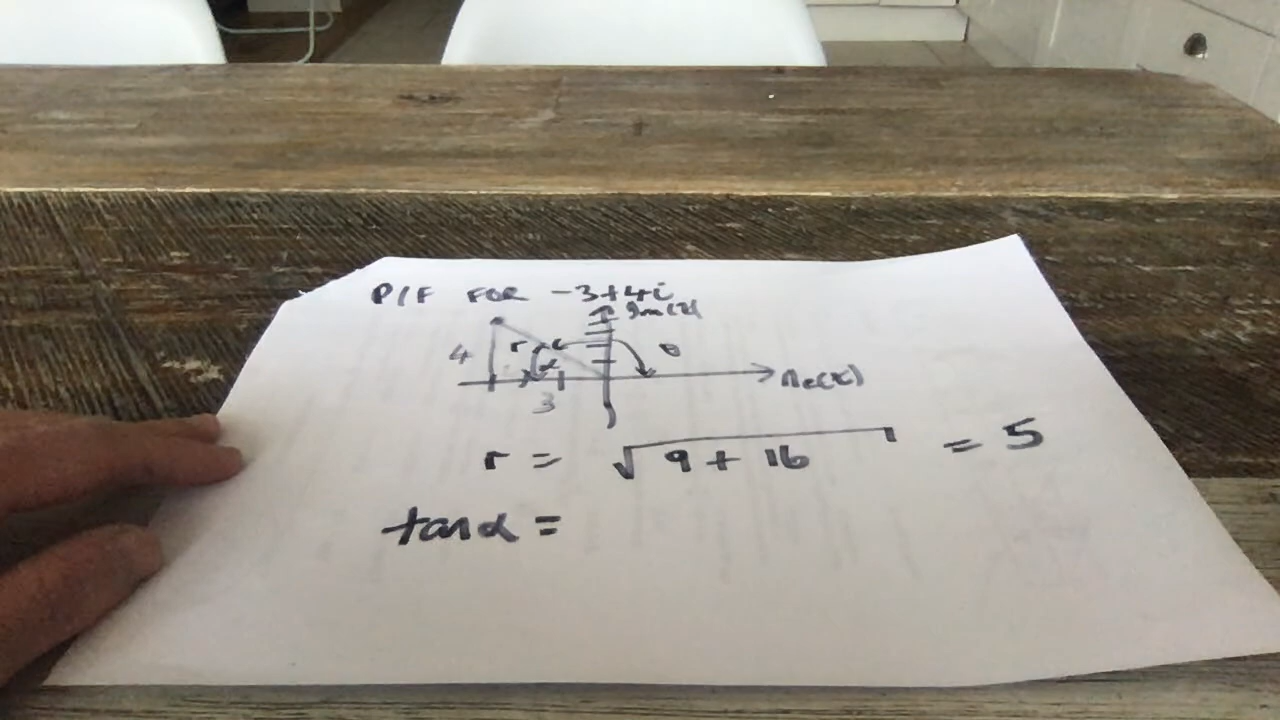 P/F FOR -3+4i
Im(z)
4 r α θ
Re(z)
3
r = √9 + 16 = 5
tanα =